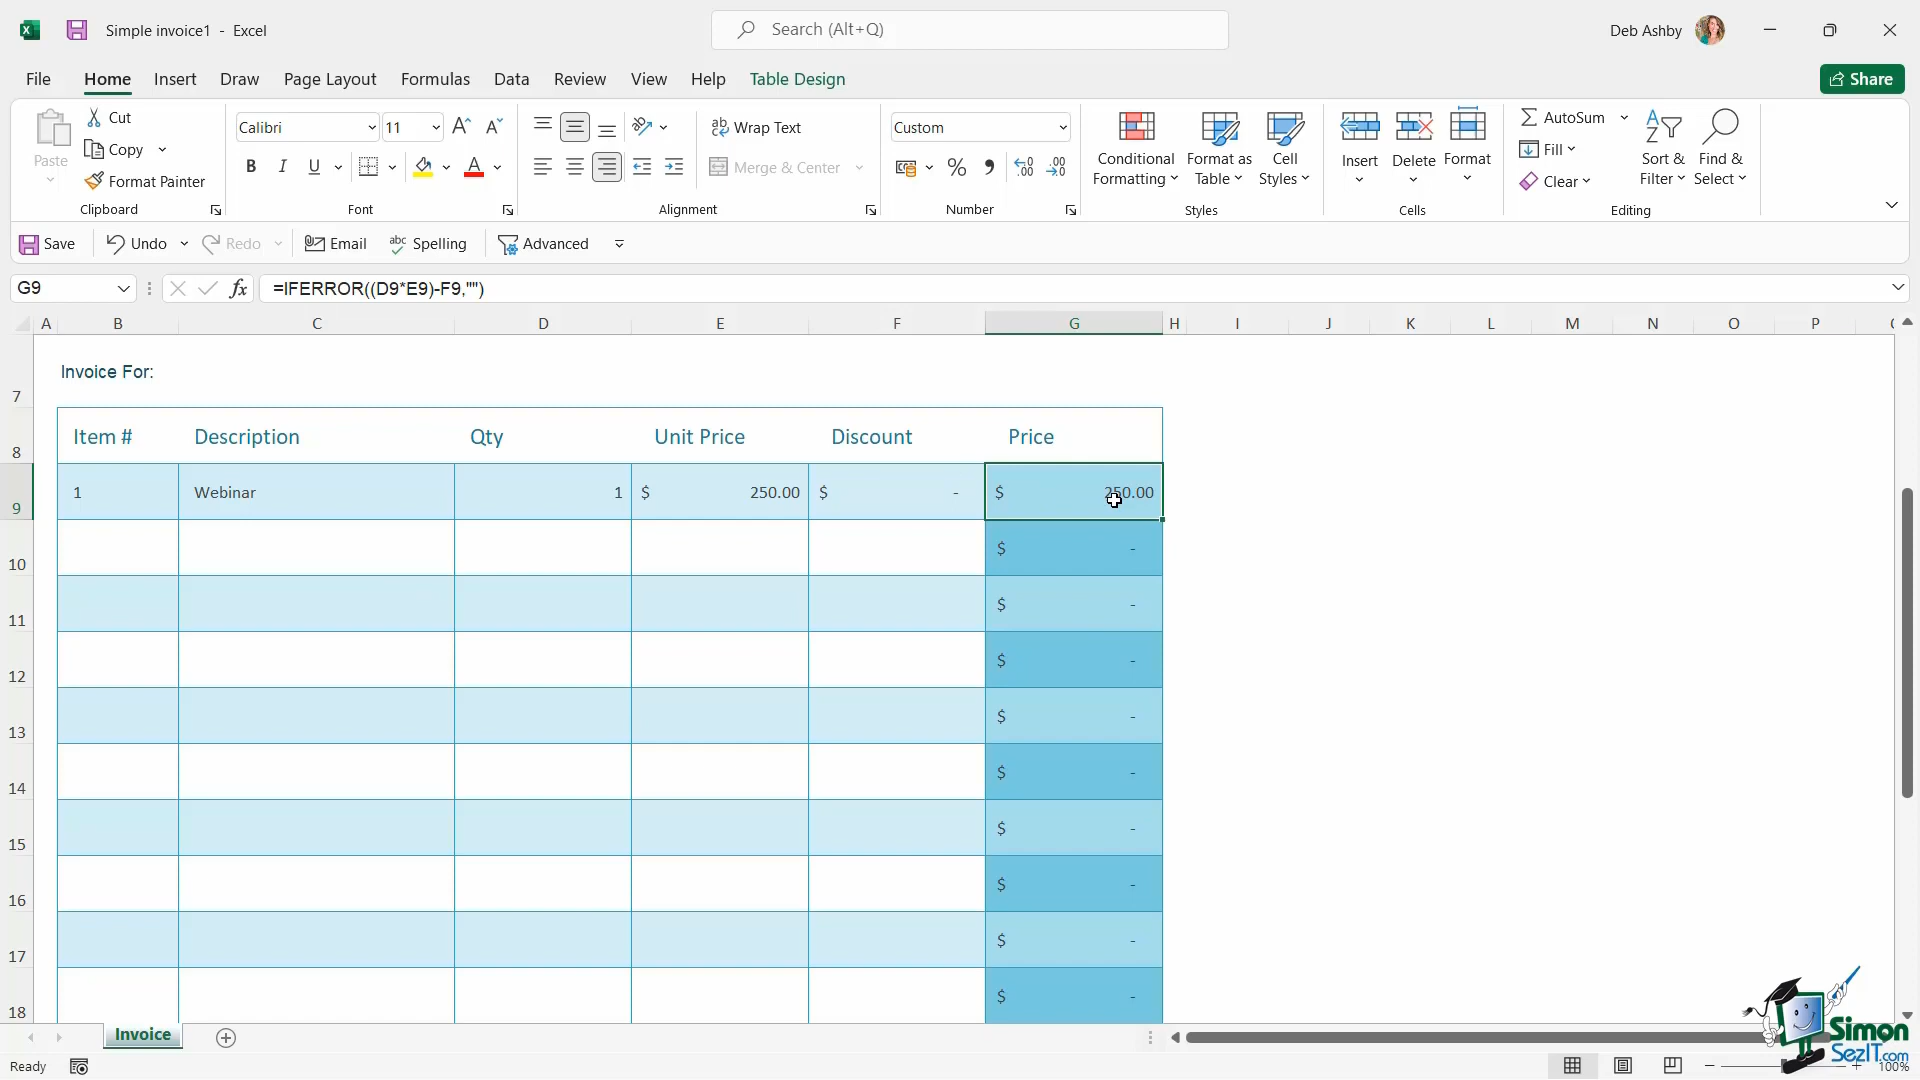 Simple invoice1 - Excel
Search (Alt+Q)
Deb Ashby
File Home Insert Draw Page Layout Formulas Data Review View Help Table Design
Share
Paste
Cut
Copy
Format Painter
Clipboard
Calibri 11
B I U A
Font
Wrap Text
Merge & Center
Alignment
Custom
Number
Conditional Formatting
Format as Table
Cell Styles
Styles
Insert Delete Format
Cells
AutoSum
Fill
Clear
Sort & Filter
Find & Select
Editing
Save Undo Redo Email Spelling Advanced
G9 fx =IFERROR((D9*E9)-F9,"")
A B C D E F G H I J K L M N O P
7 Invoice For:
8 Item # Description Qty Unit Price Discount Price
9 1 Webinar 1 $ 250.00 $ - $ 250.00
10 $ -
11 $ -
12 $ -
13 $ -
14 $ -
15 $ -
16 $ -
17 $ -
18 $ -
Invoice
Ready
100%
Simon
SezIT.com